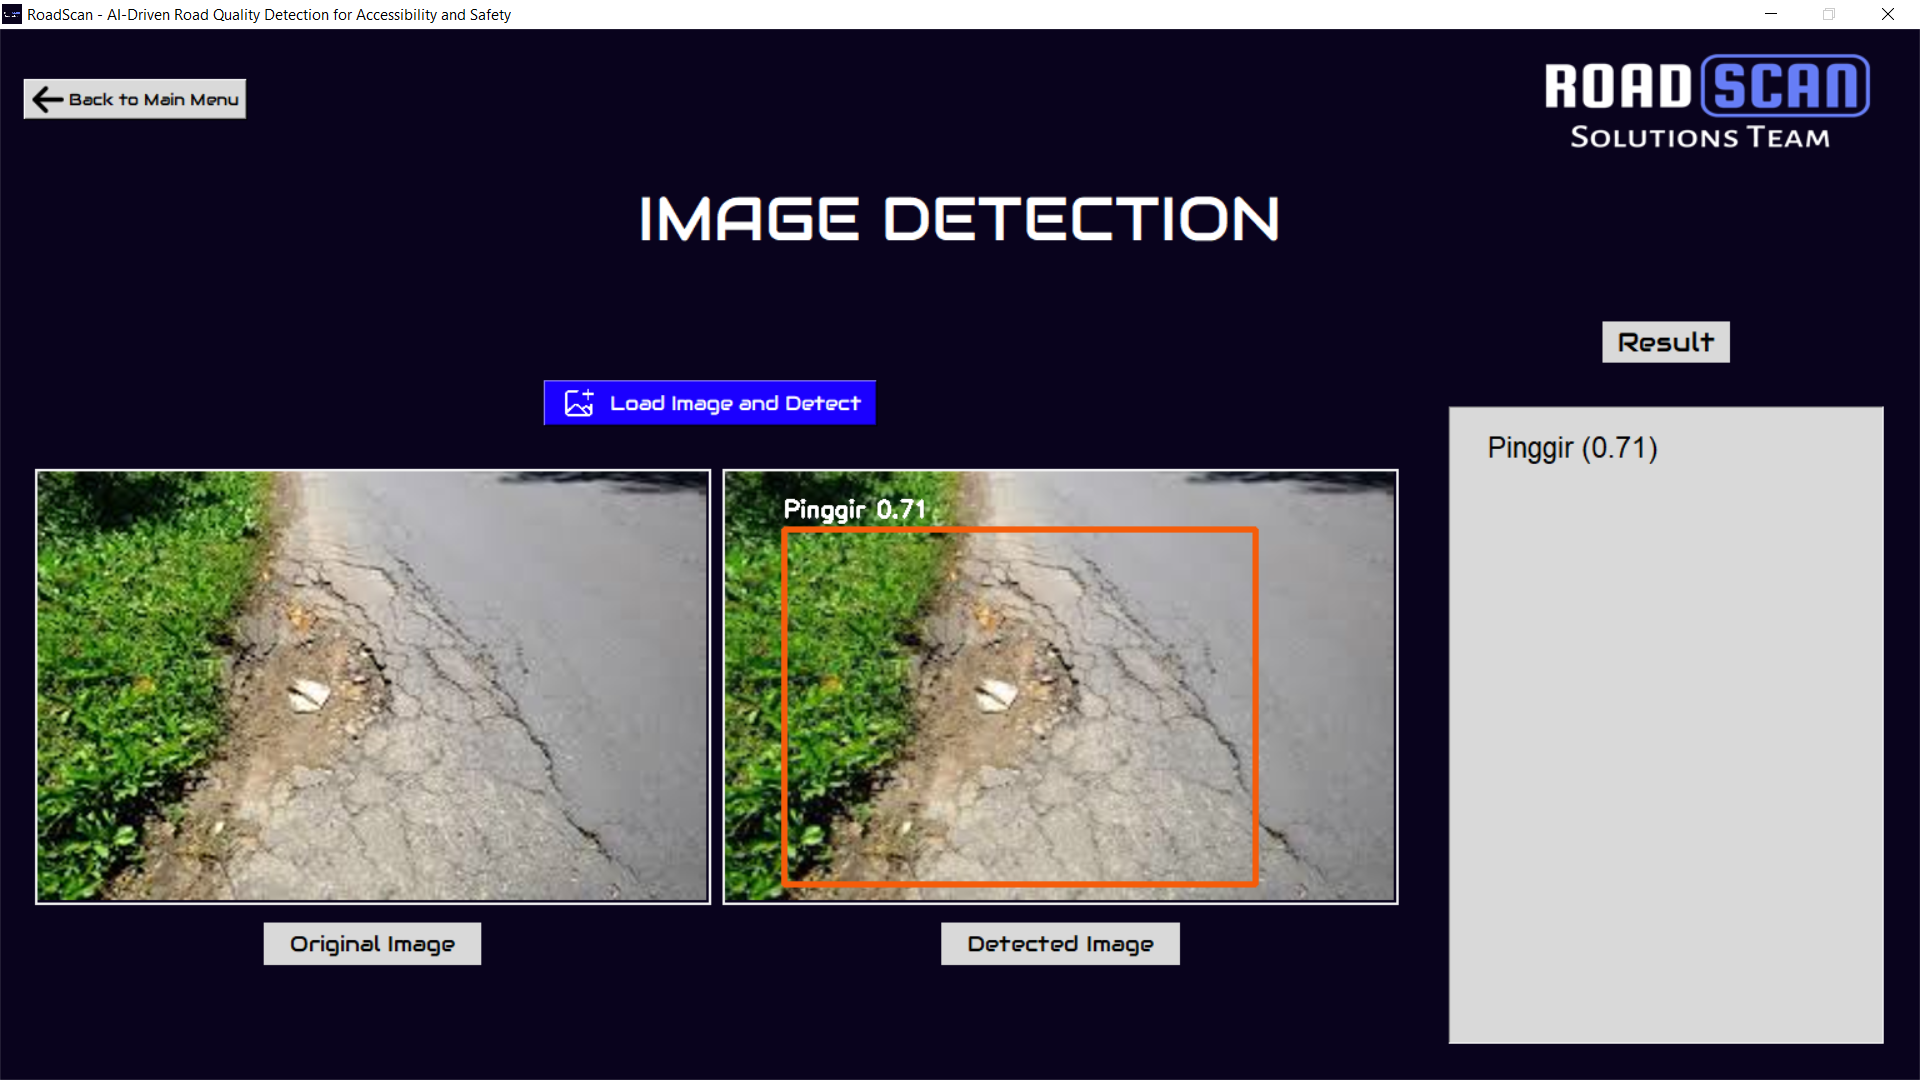 RoadScan - AI-Driven Road Quality Detection for Accessibility and Safety
Back to Main Menu
ROAD SCAN
SOLUTIONS TEAM
IMAGE DETECTION
Result
Load Image and Detect
Pinggir (0.71)
Pinggir 0.71
Original Image
Detected Image